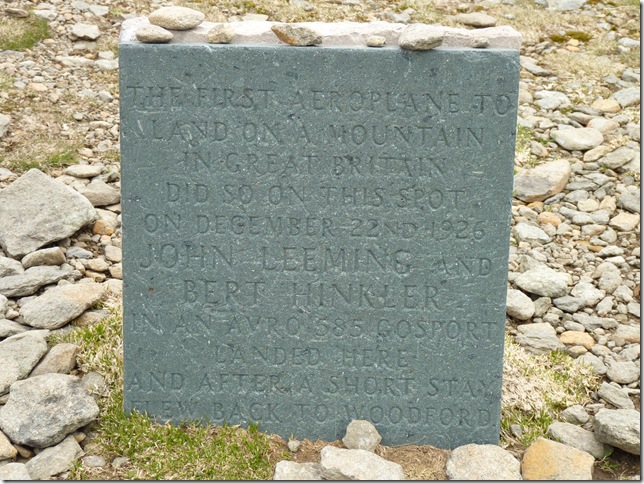 THE FIRST AEROPLANE TO
LAND ON A MOUNTAIN
IN GREAT BRITAIN
DID SO ON THIS SPOT
ON DECEMBER 22ND 1926
JOHN LEEMING AND
BERT HINKLER
IN AN AVRO 585 GOSPORT
LANDED HERE
AND AFTER A SHORT STAY
FLEW BACK TO WOODFORD